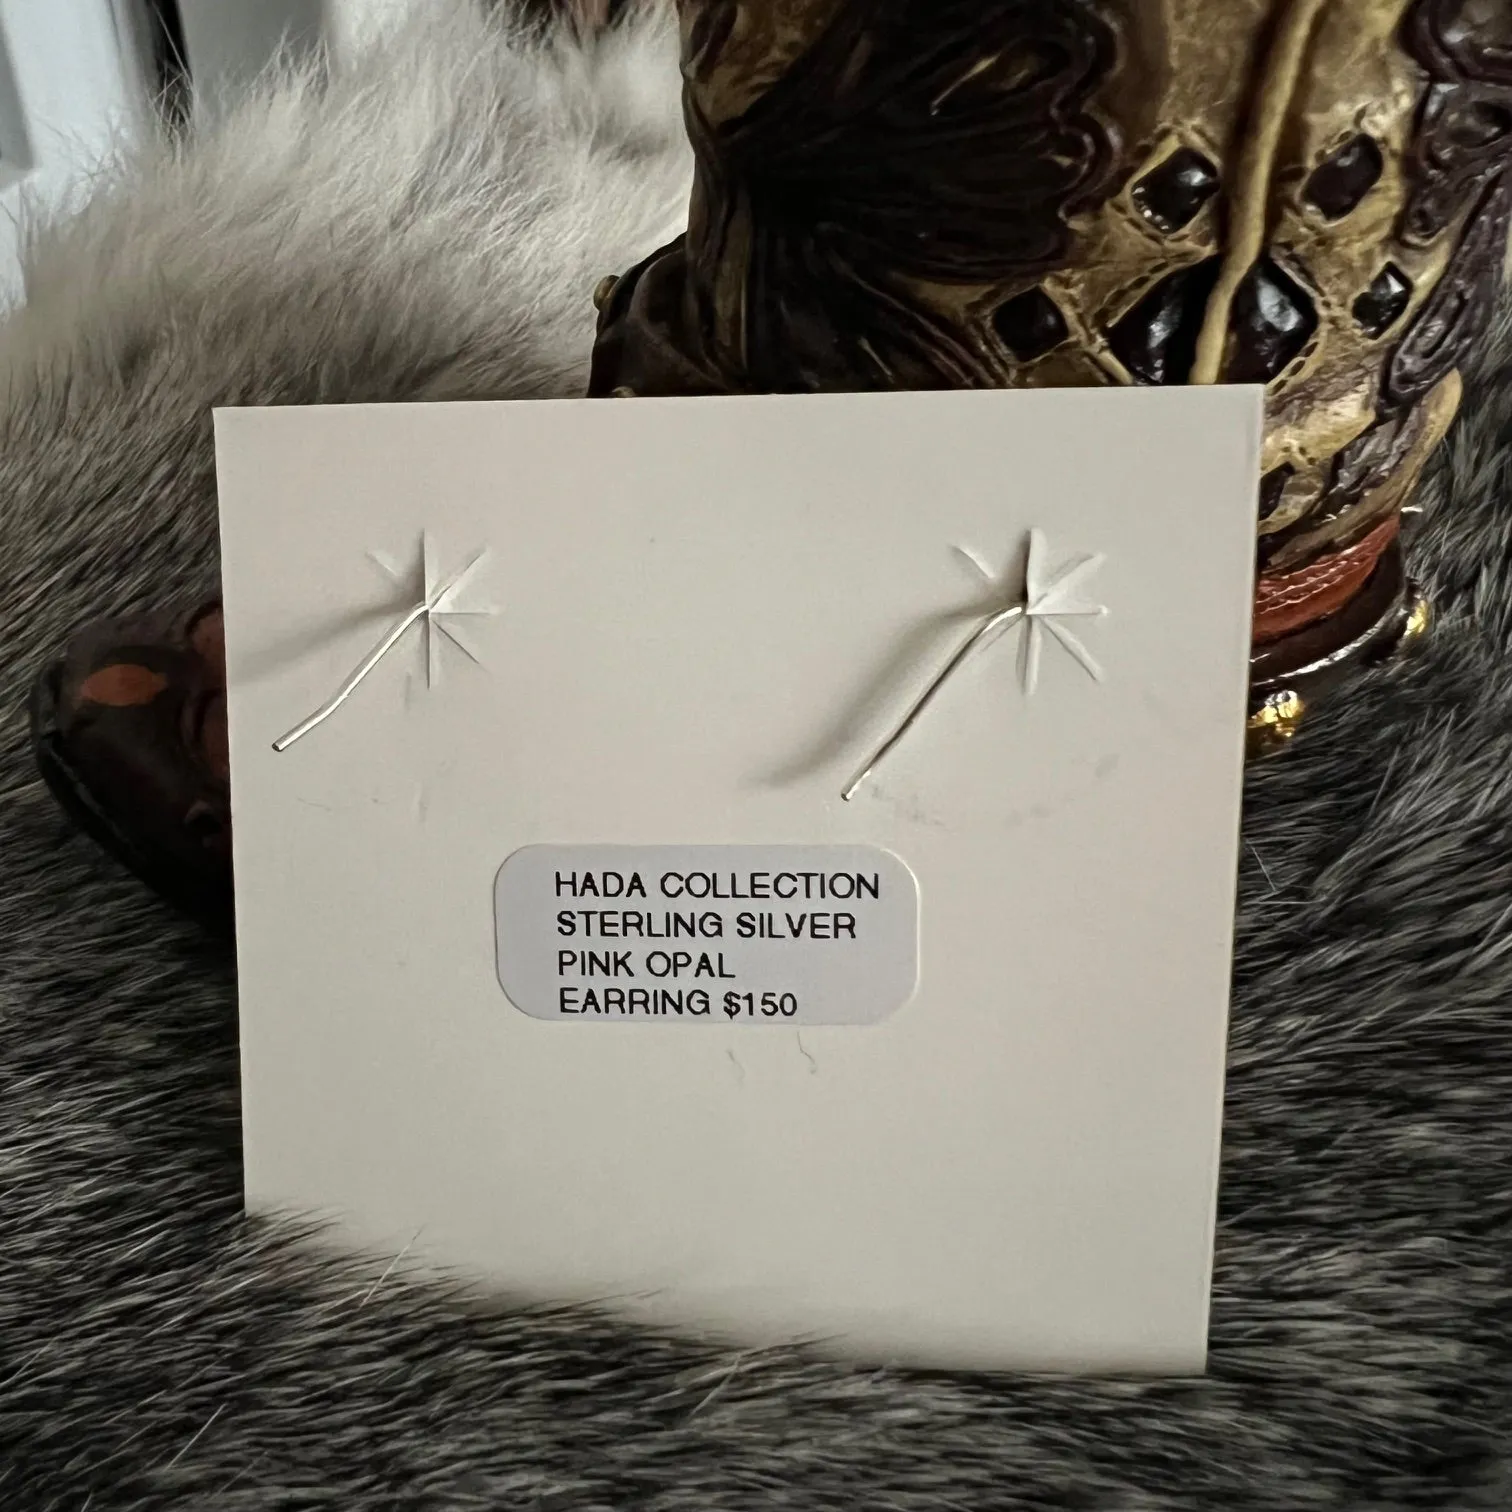 HADA COLLECTION
STERLING SILVER
PINK OPAL
EARRING $150